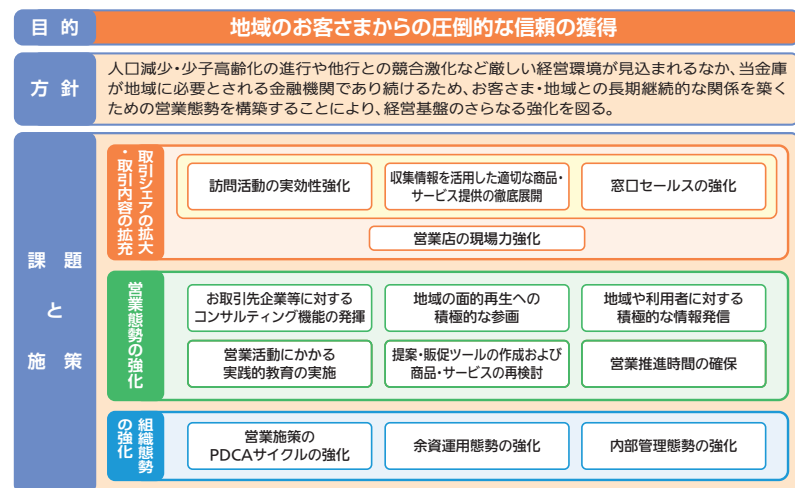 目的
地域のお客さまからの圧倒的な信頼の獲得
方針
人口減少・少子高齢化の進行や他行との競合激化など厳しい経営環境が見込まれるなか、当金庫
が地域に必要とされる金融機関であり続けるため、お客さま・地域との長期継続的な関係を築く
ための営業態勢を構築することにより、経営基盤のさらなる強化を図る。
課題
と
施策
取引シェアの拡大
・取引内容の拡充
訪問活動の実効性強化
収集情報を活用した適切な商品・
サービス提供の徹底展開
窓口セールスの強化
営業店の現場力強化
営業態勢の強化
お取引先企業等に対する
コンサルティング機能の発揮
地域の面的再生への
積極的な参画
地域や利用者に対する
積極的な情報発信
営業活動にかかる
実践的教育の実施
提案・販促ツールの作成および
商品・サービスの再検討
営業推進時間の確保
組織態勢
の強化
営業施策の
PDCAサイクルの強化
余資運用態勢の強化
内部管理態勢の強化